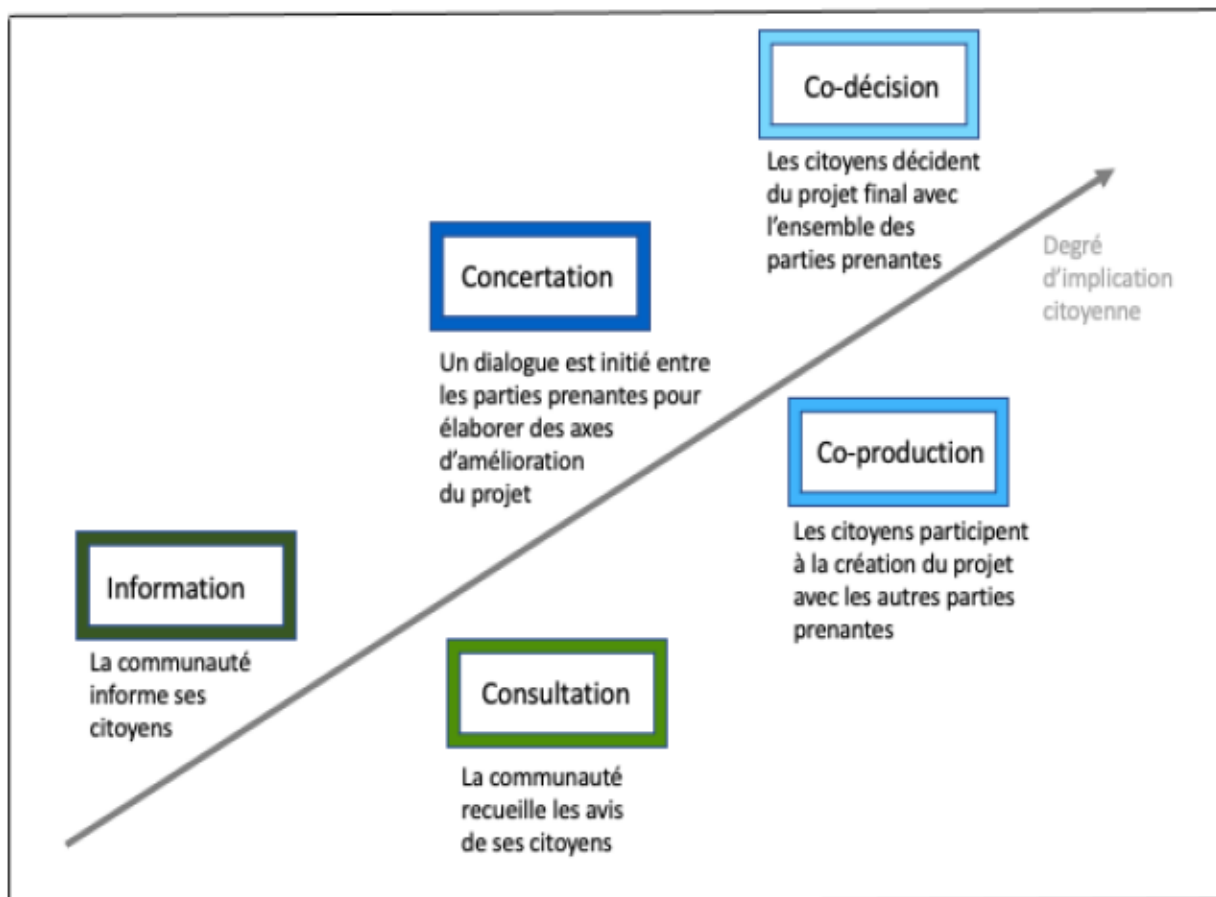 Co-décision
Les citoyens décident
du projet final avec
l'ensemble des
parties prenantes
Degré
d'implication
citoyenne
Concertation
Un dialogue est initié entre
les parties prenantes pour
élaborer des axes
d'amélioration
du projet
Co-production
Les citoyens participent
à la création du projet
avec les autres parties
prenantes
Information
La communauté
informe ses
citoyens
Consultation
La communauté
recueille les avis
de ses citoyens